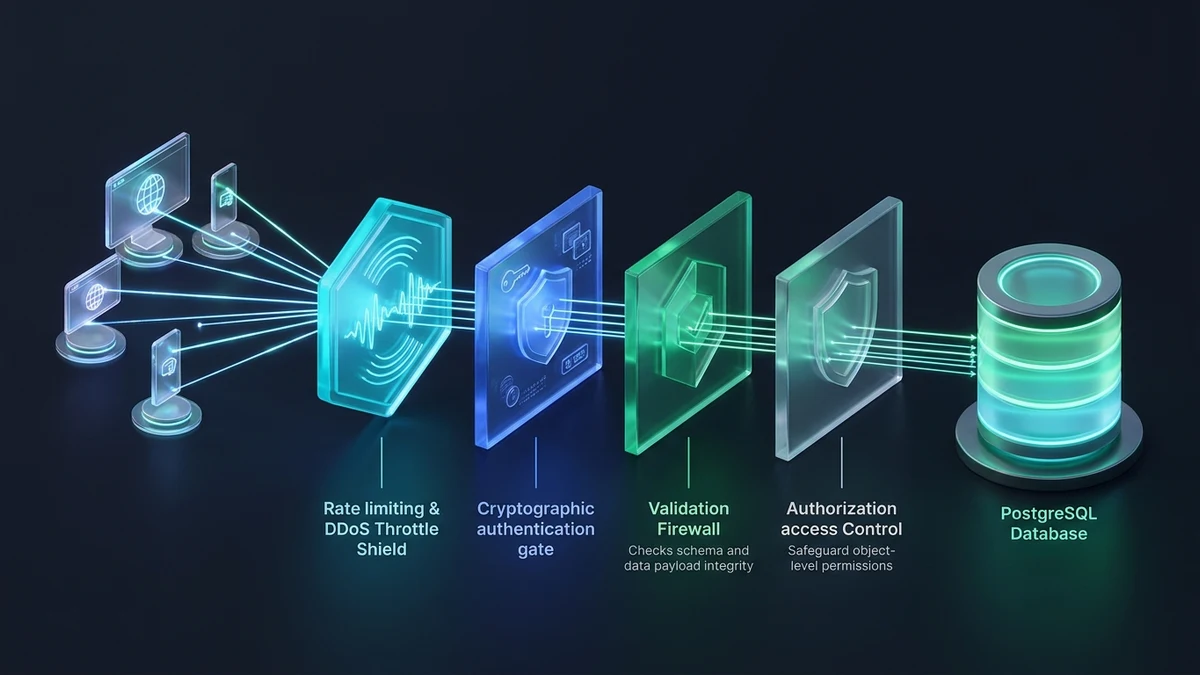 Rate limiting &
DDoS Throttle
Shield
Cryptographic
authentication
gate
Validation
Firewall
Checks schema and
data payload integrity
Authorization
access Control
Safeguard object-
level permissions
PostgreSQL
Database